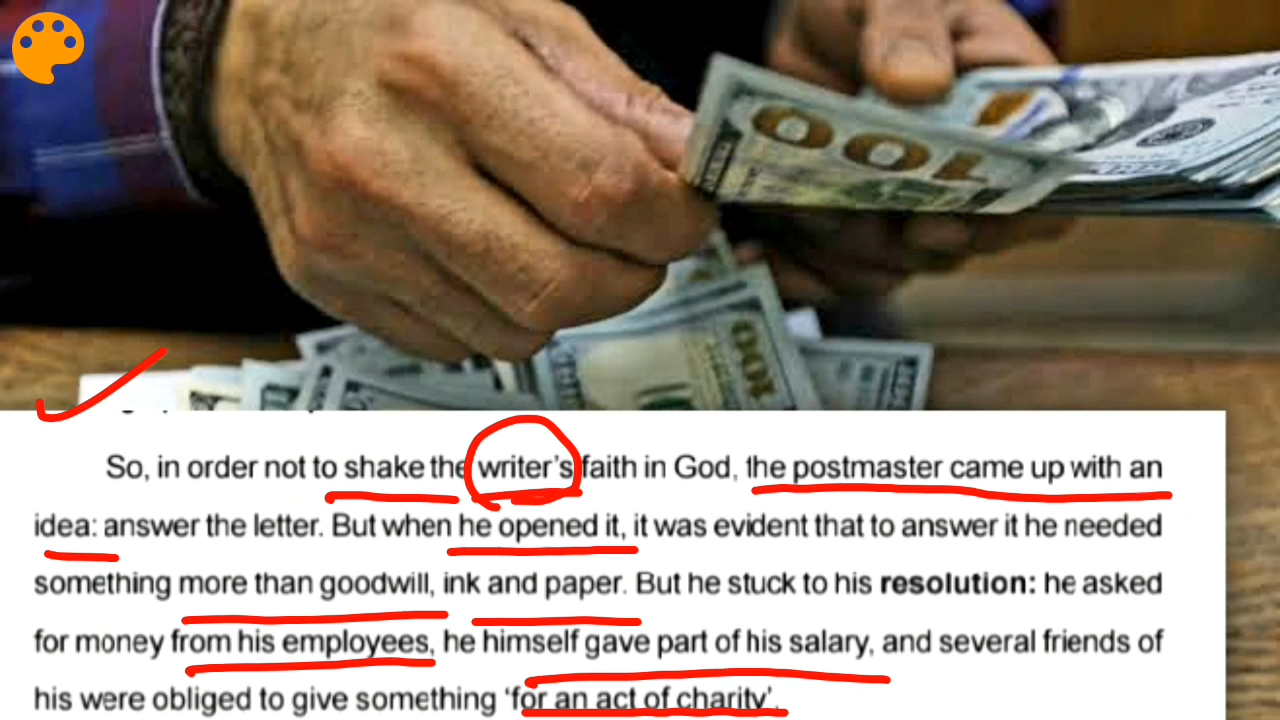 100
100
So, in order not to shake the writer's faith in God, the postmaster came up with an
idea: answer the letter. But when he opened it, it was evident that to answer it he needed
something more than goodwill, ink and paper. But he stuck to his resolution: he asked
for money from his employees, he himself gave part of his salary, and several friends of
his were obliged to give something 'for an act of charity'.